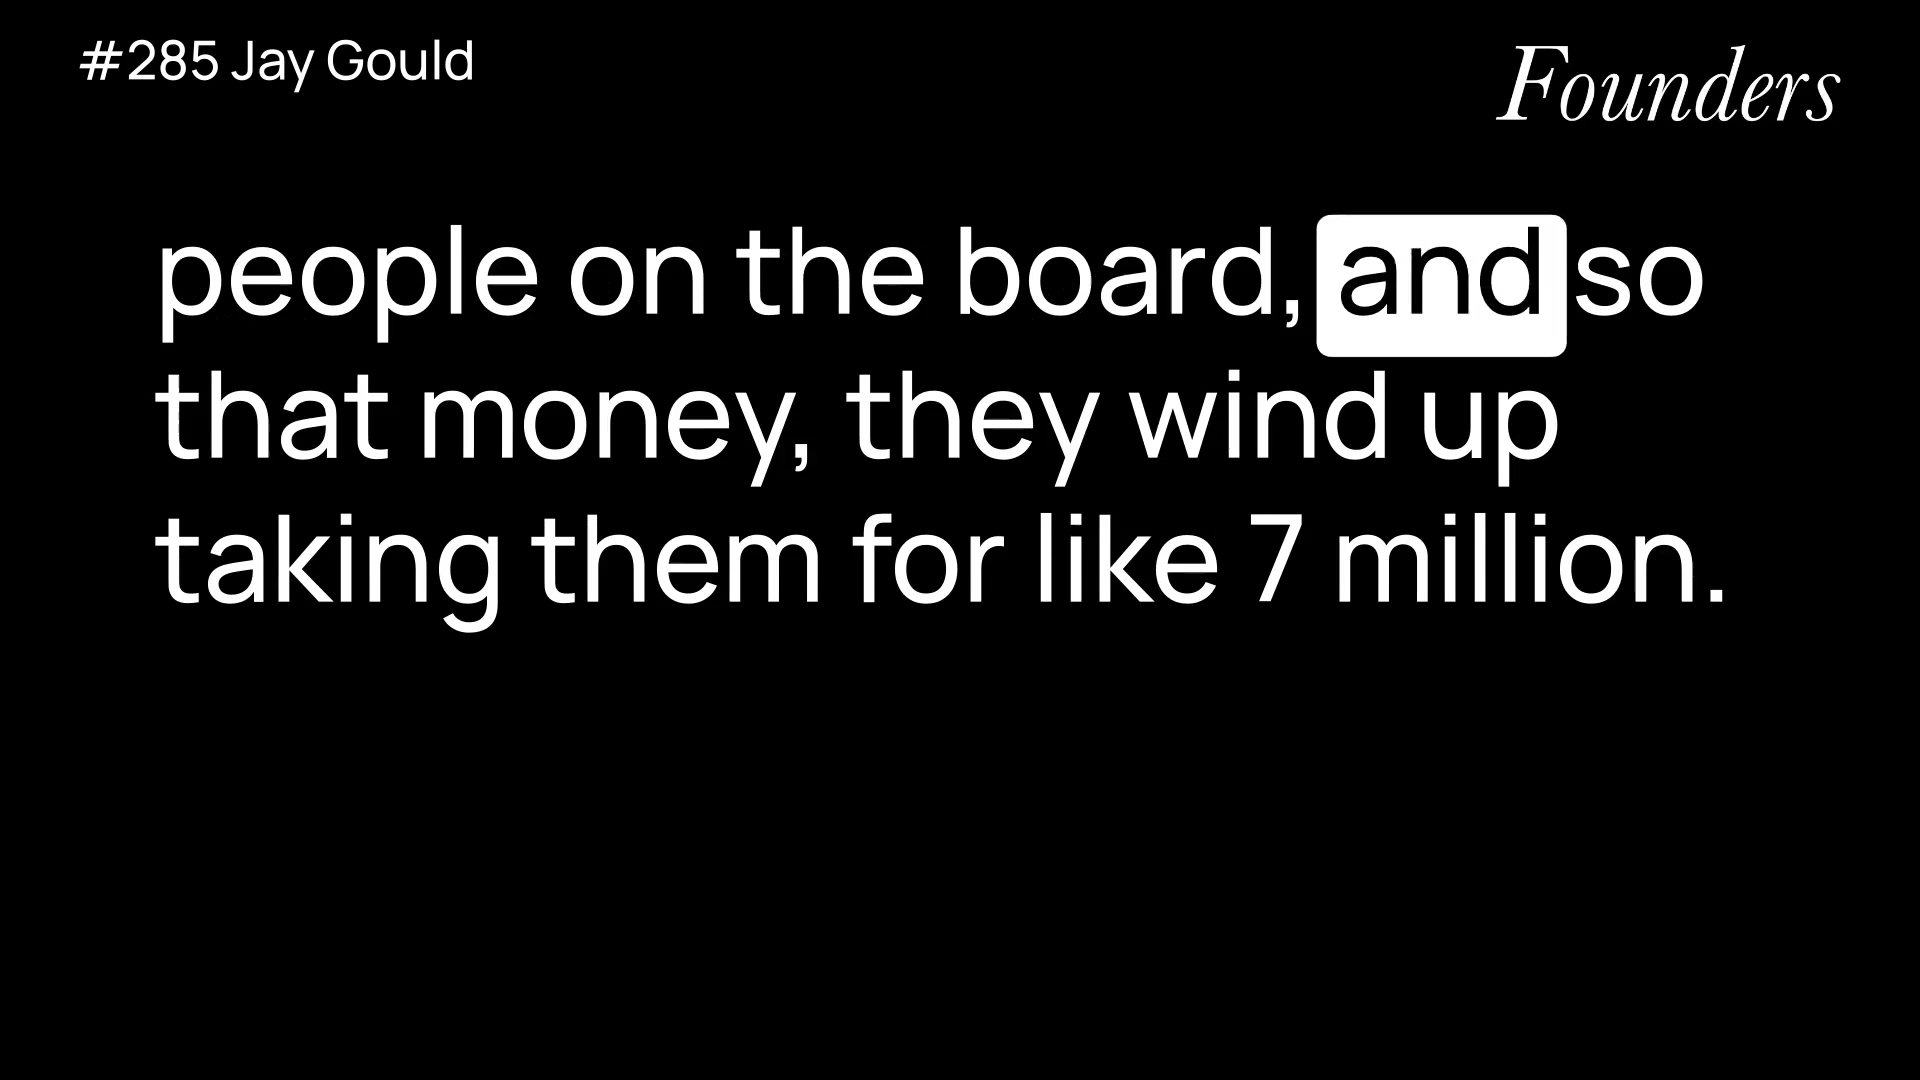 #285 Jay Gould
Founders
people on the board, and so
that money, they wind up
taking them for like 7 million.